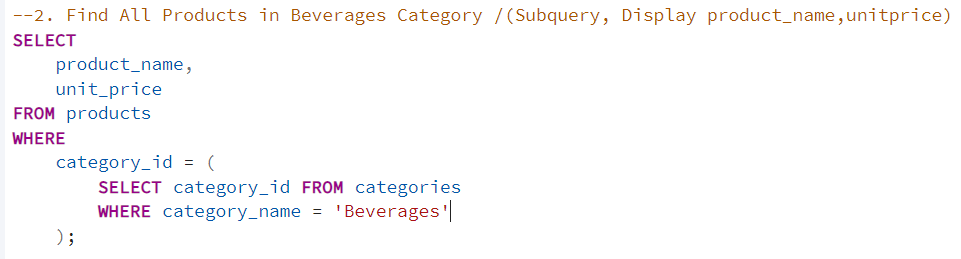 --2. Find All Products in Beverages Category /(Subquery, Display product_name,unitprice)
SELECT
    product_name,
    unit_price
FROM products
WHERE
    category_id = (
        SELECT category_id FROM categories
        WHERE category_name = 'Beverages'
    );